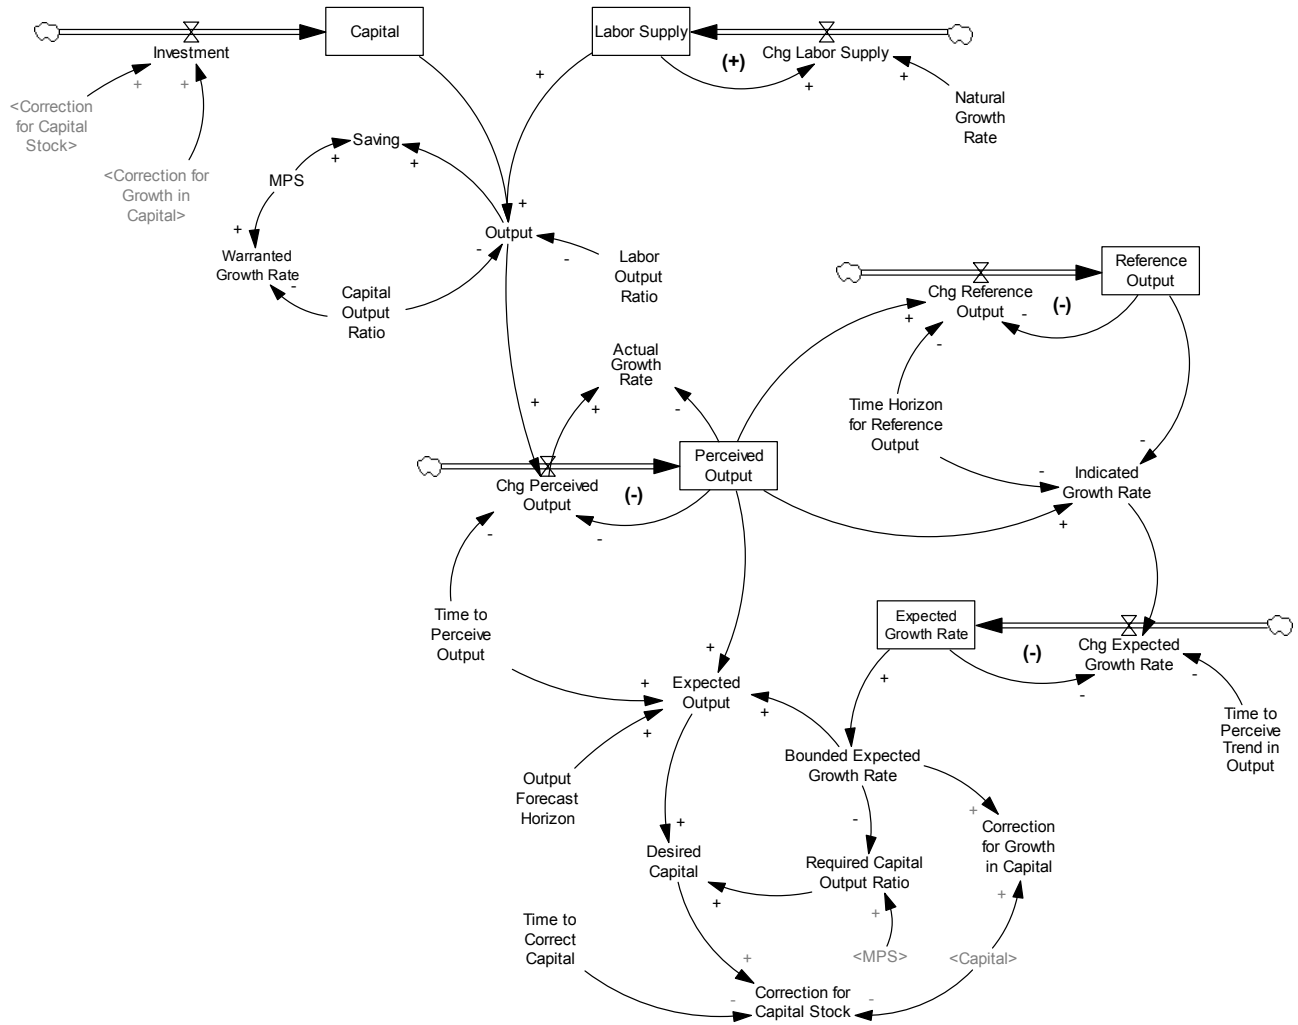 Capital
Labor Supply
Investment
+
+
<Correction
for Capital
Stock>
<Correction for
Growth in
Capital>
+
(+)
Chg Labor Supply
+
+
Natural
Growth
Rate
Saving
+
+
MPS
+
Warranted
Growth Rate
-
Capital
Output
Ratio
+
Output
-
-
Labor
Output
Ratio
Reference
Output
Chg Reference
Output
(-)
+
-
-
Actual
Growth
Rate
+
+
-
Time Horizon
for Reference
Output
Perceived
Output
Chg Perceived
Output
(-)
-
-
-
-
Indicated
Growth Rate
+
Time to
Perceive
Output
Expected
Growth Rate
(-)
Chg Expected
Growth Rate
-
-
Time to
Perceive
Trend in
Output
+
+
Expected
Output
+
+
+
Bounded Expected
Growth Rate
Output
Forecast
Horizon
+
-
+
Correction
for Growth
in Capital
Desired
Capital
Required Capital
Output Ratio
+
+
+
Time to
Correct
Capital
<MPS>
<Capital>
+
-
-
Correction for
Capital Stock